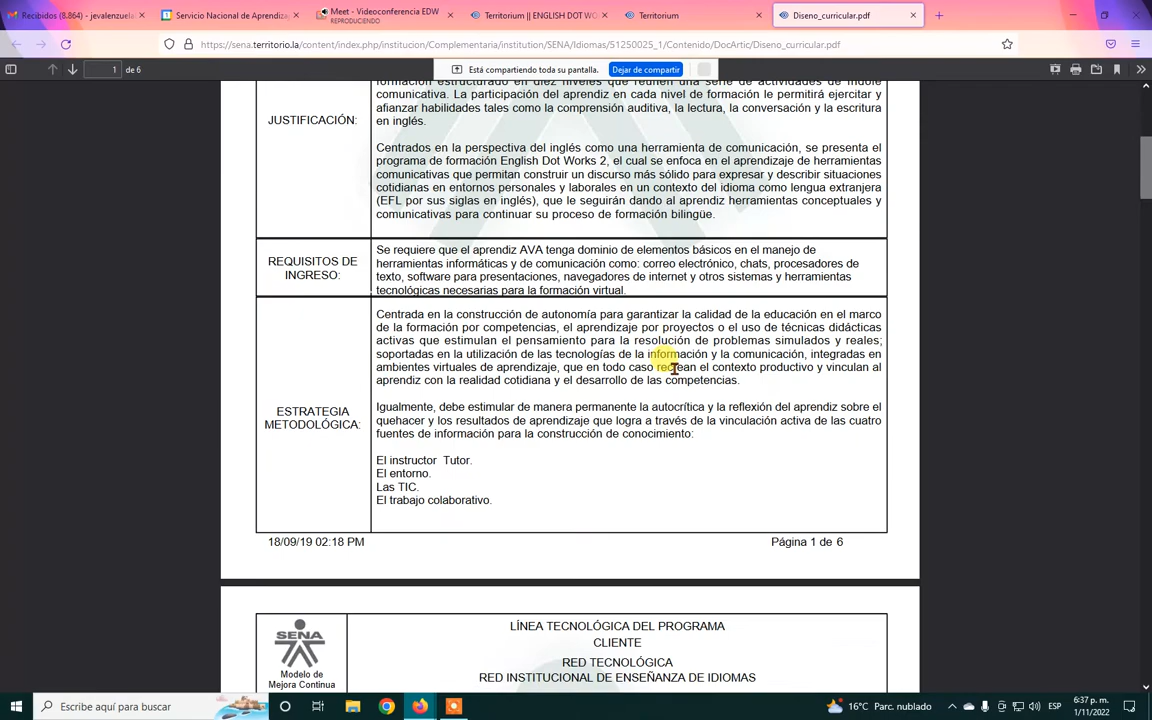 Recibidos (8.864) - jevalenzuel
Servicio Nacional de Aprendiza
Meet - Videoconferencia EDW
REPRODUCIENDO
Territorium || ENGLISH DOT WO
Territorium
Diseno_curricular.pdf
https://sena.territorio.la/content/index.php/institucion/Complementaria/institution/SENA/Idiomas/51250025_1/Contenido/DocArtic/Diseno_curricular.pdf
1 de 6
Está compartiendo toda su pantalla.
Dejar de compartir
formación estructurado en diez niveles que reúnen una serie de actividades de índole
comunicativa. La participación del aprendiz en cada nivel de formación le permitirá ejercitar y
afianzar habilidades tales como la comprensión auditiva, la lectura, la conversación y la escritura
en inglés.
JUSTIFICACIÓN:
Centrados en la perspectiva del inglés como una herramienta de comunicación, se presenta el
programa de formación English Dot Works 2, el cual se enfoca en el aprendizaje de herramientas
comunicativas que permitan construir un discurso más sólido para expresar y describir situaciones
cotidianas en entornos personales y laborales en un contexto del idioma como lengua extranjera
(EFL por sus siglas en inglés), que le seguirán dando al aprendiz herramientas conceptuales y
comunicativas para continuar su proceso de formación bilingüe.
REQUISITOS DE
INGRESO:
Se requiere que el aprendiz AVA tenga dominio de elementos básicos en el manejo de
herramientas informáticas y de comunicación como: correo electrónico, chats, procesadores de
texto, software para presentaciones, navegadores de internet y otros sistemas y herramientas
tecnológicas necesarias para la formación virtual.
ESTRATEGIA
METODOLÓGICA:
Centrada en la construcción de autonomía para garantizar la calidad de la educación en el marco
de la formación por competencias, el aprendizaje por proyectos o el uso de técnicas didácticas
activas que estimulan el pensamiento para la resolución de problemas simulados y reales;
soportadas en la utilización de las tecnologías de la información y la comunicación, integradas en
ambientes virtuales de aprendizaje, que en todo caso recrean el contexto productivo y vinculan al
aprendiz con la realidad cotidiana y el desarrollo de las competencias.
Igualmente, debe estimular de manera permanente la autocrítica y la reflexión del aprendiz sobre el
quehacer y los resultados de aprendizaje que logra a través de la vinculación activa de las cuatro
fuentes de información para la construcción de conocimiento:
El instructor  Tutor.
El entorno.
Las TIC.
El trabajo colaborativo.
18/09/19 02:18 PM
Página 1 de 6
SENA
Modelo de
Mejora Continua
LÍNEA TECNOLÓGICA DEL PROGRAMA
CLIENTE
RED TECNOLÓGICA
RED INSTITUCIONAL DE ENSEÑANZA DE IDIOMAS
Escribe aquí para buscar
16°C Parc. nublado
ESP
6:37 p. m.
1/11/2022